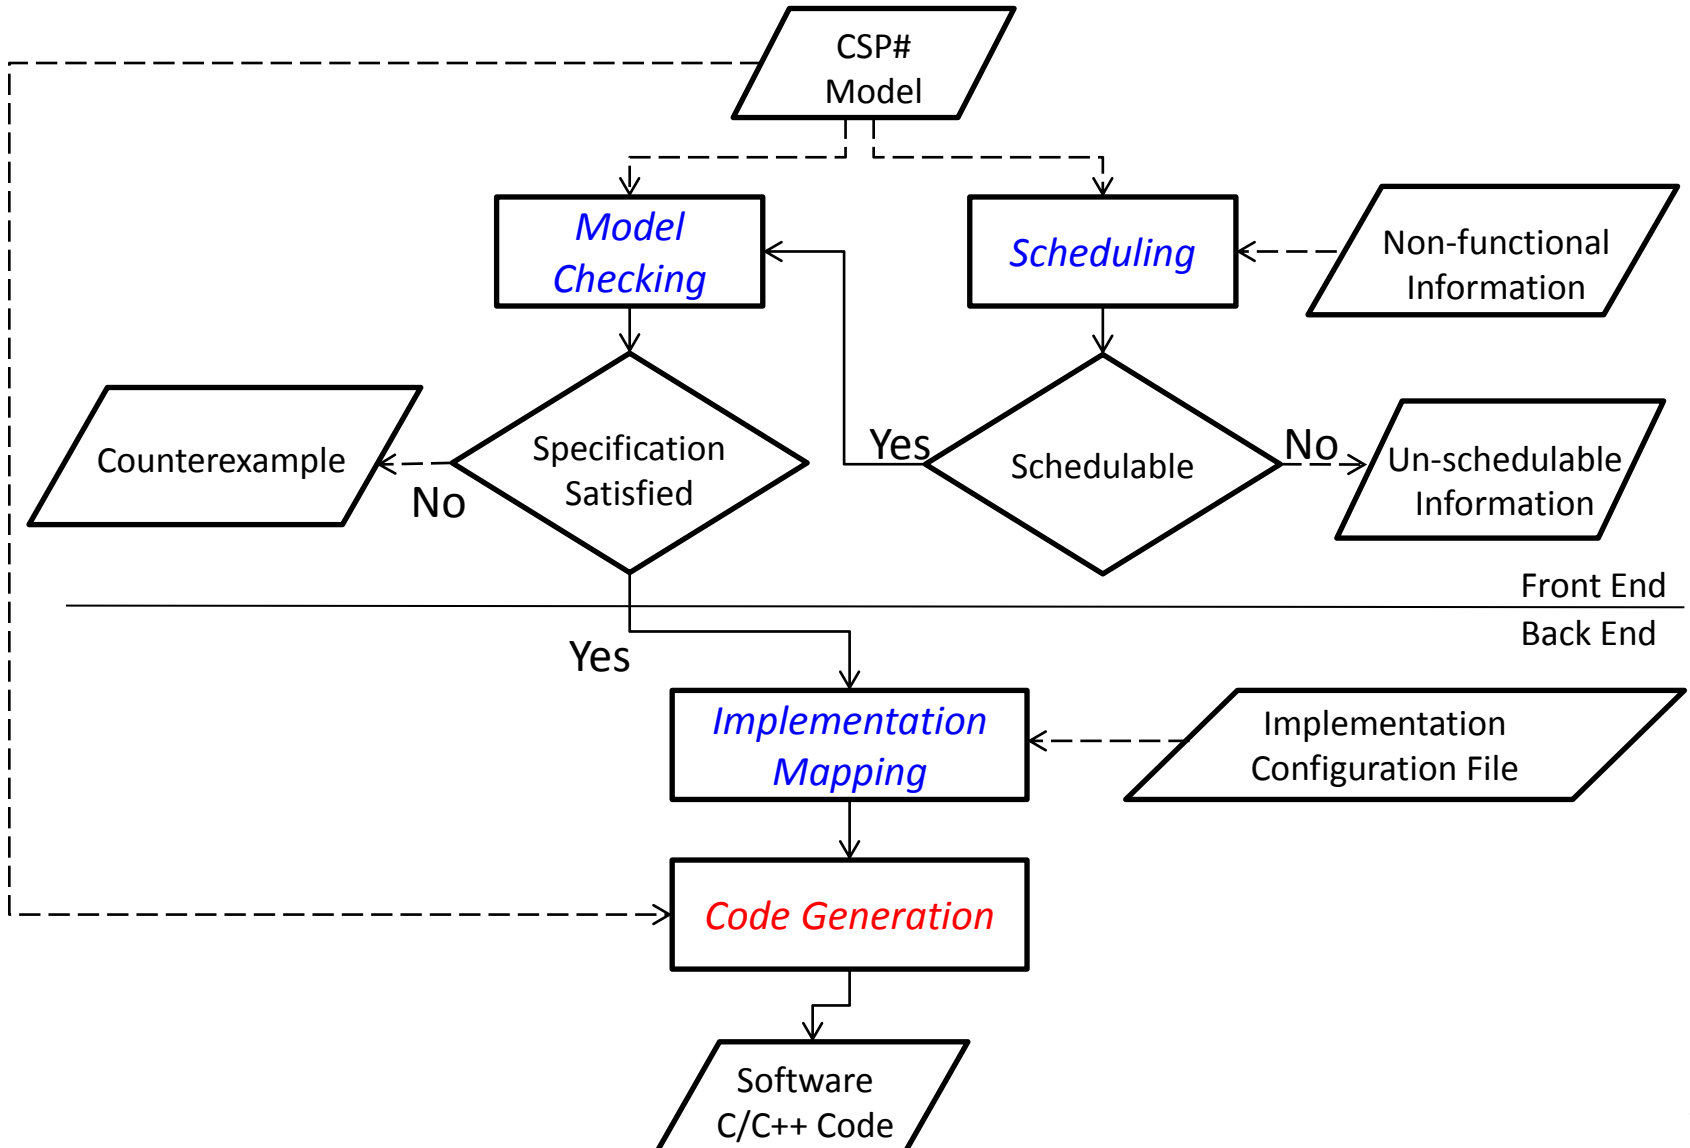 CSP#
Model
Model
Checking
Scheduling
Non-functional
Information
Counterexample
No
Specification
Satisfied
Yes
Schedulable
No
Un-schedulable
Information
Front End
Back End
Yes
Implementation
Mapping
Implementation
Configuration File
Code Generation
Software
C/C++ Code